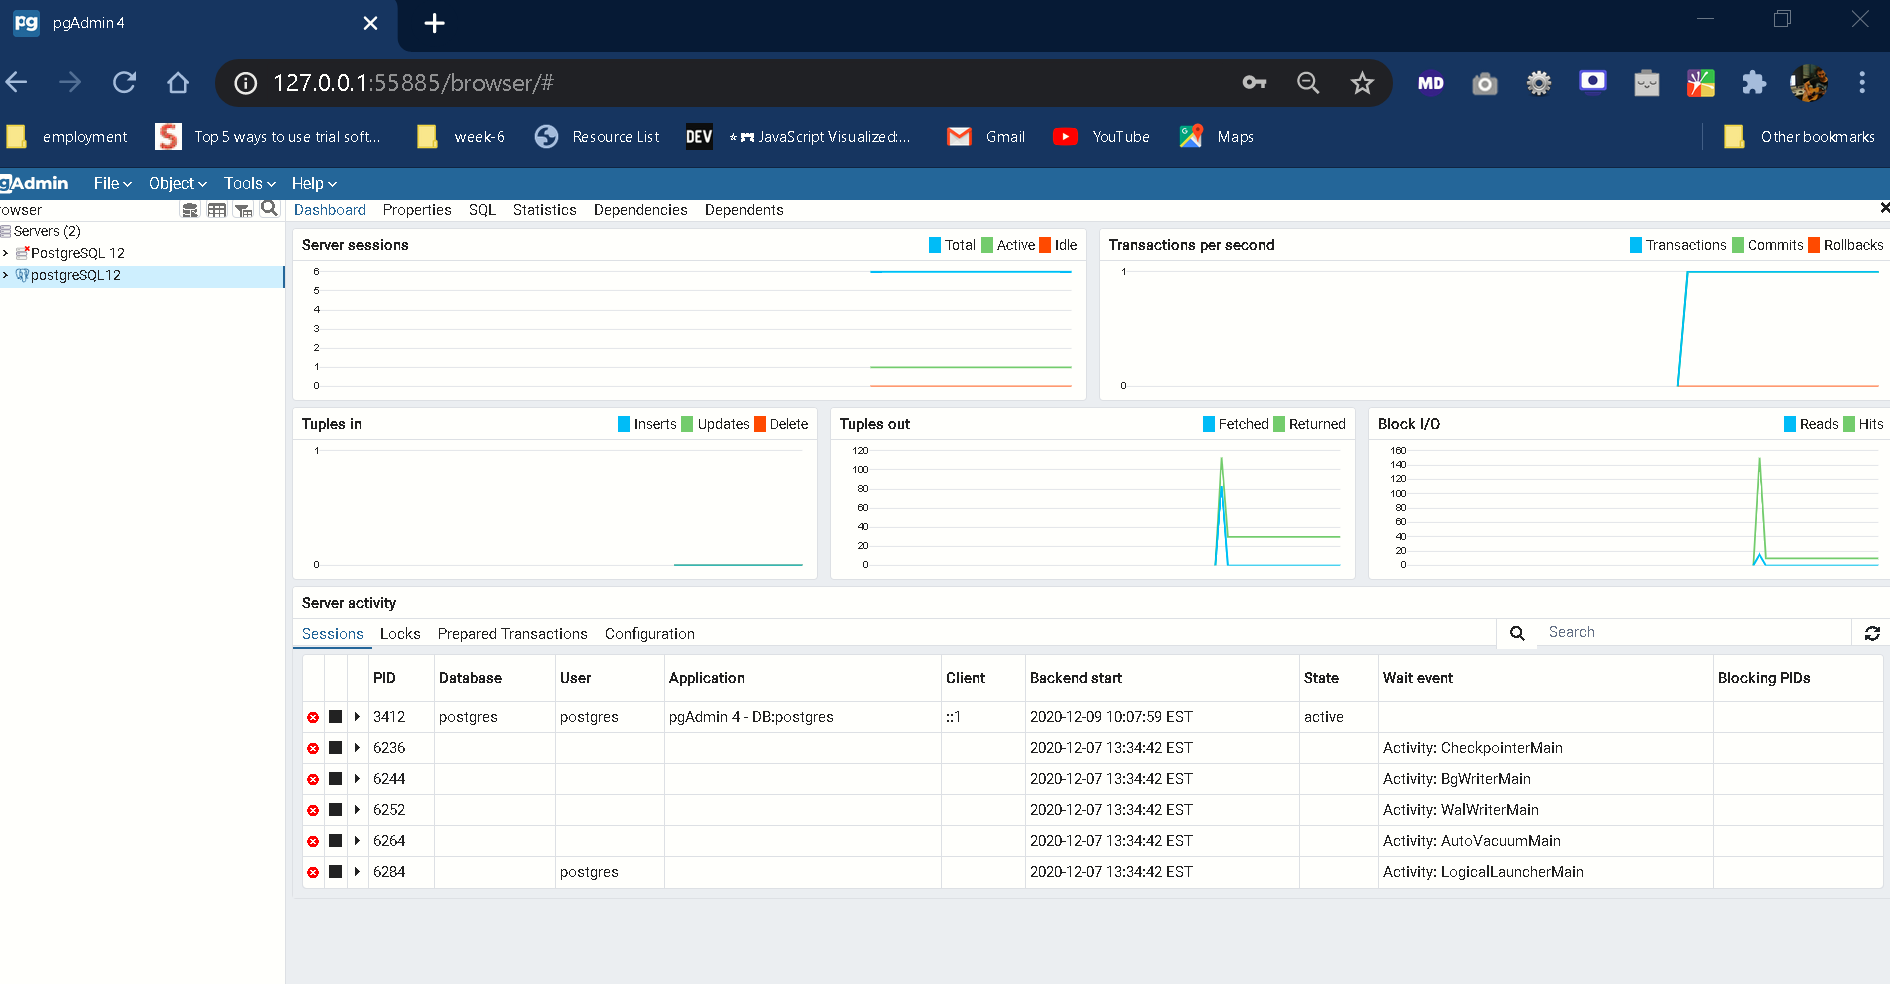 pgAdmin 4
127.0.0.1:55885/browser/#
MD
employment
Top 5 ways to use trial soft...
week-6
Resource List
DEV
JavaScript Visualized:...
Gmail
YouTube
Maps
Other bookmarks
gAdmin File Object Tools Help
rowser
Dashboard Properties SQL Statistics Dependencies Dependents
Servers (2)
PostgreSQL 12
postgreSQL12
Server sessions
Total Active Idle
6
5
4
3
2
1
0
Transactions per second
Transactions Commits Rollbacks
1
0
Tuples in
Inserts Updates Delete
1
0
Tuples out
Fetched Returned
120
100
80
60
40
20
0
Block I/O
Reads Hits
160
140
120
100
80
60
40
20
0
Server activity
Sessions Locks Prepared Transactions Configuration
Search
PID Database User Application Client Backend start State Wait event Blocking PIDs
3412 postgres postgres pgAdmin 4 - DB:postgres ::1 2020-12-09 10:07:59 EST active
6236 2020-12-07 13:34:42 EST Activity: CheckpointerMain
6244 2020-12-07 13:34:42 EST Activity: BgWriterMain
6252 2020-12-07 13:34:42 EST Activity: WalWriterMain
6264 2020-12-07 13:34:42 EST Activity: AutoVacuumMain
6284 postgres 2020-12-07 13:34:42 EST Activity: LogicalLauncherMain